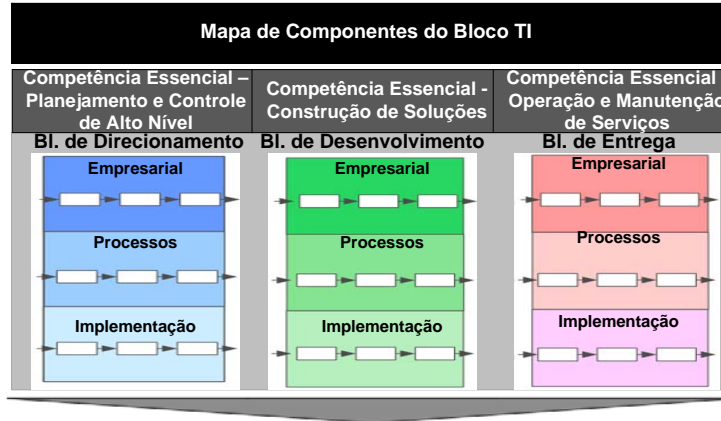 Mapa de Componentes do Bloco TI
Competência Essencial –
Planejamento e Controle
de Alto Nível
Competência Essencial -
Construção de Soluções
Competência Essencial
Operação e Manutenção
de Serviços
Bl. de Direcionamento
Bl. de Desenvolvimento
Bl. de Entrega
Empresarial
Processos
Implementação
Empresarial
Processos
Implementação
Empresarial
Processos
Implementação